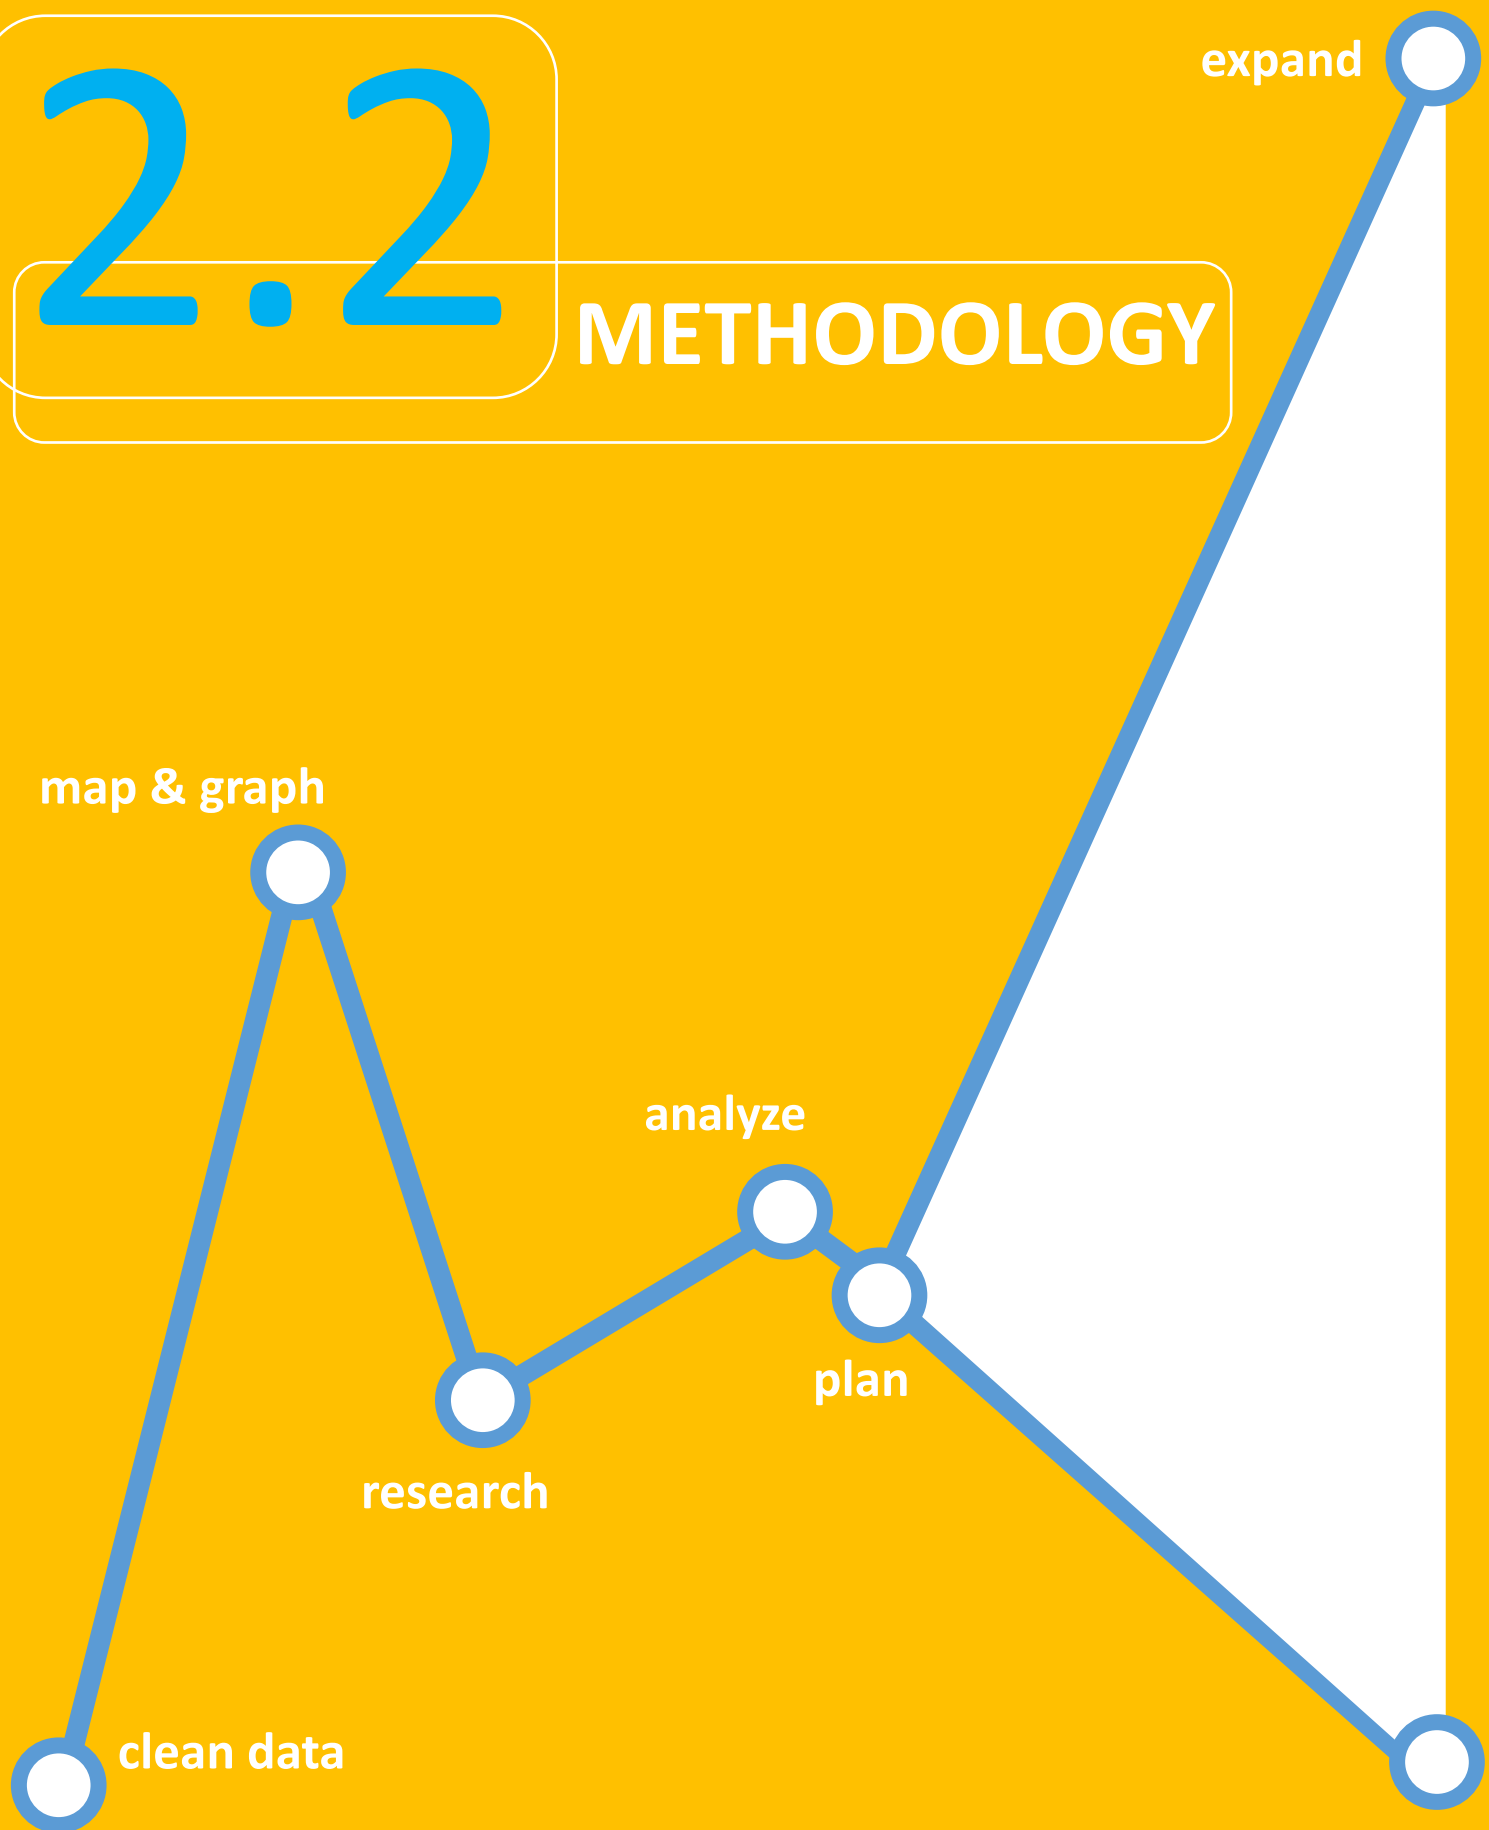 2.2
METHODOLOGY
expand
map & graph
analyze
plan
research
clean data